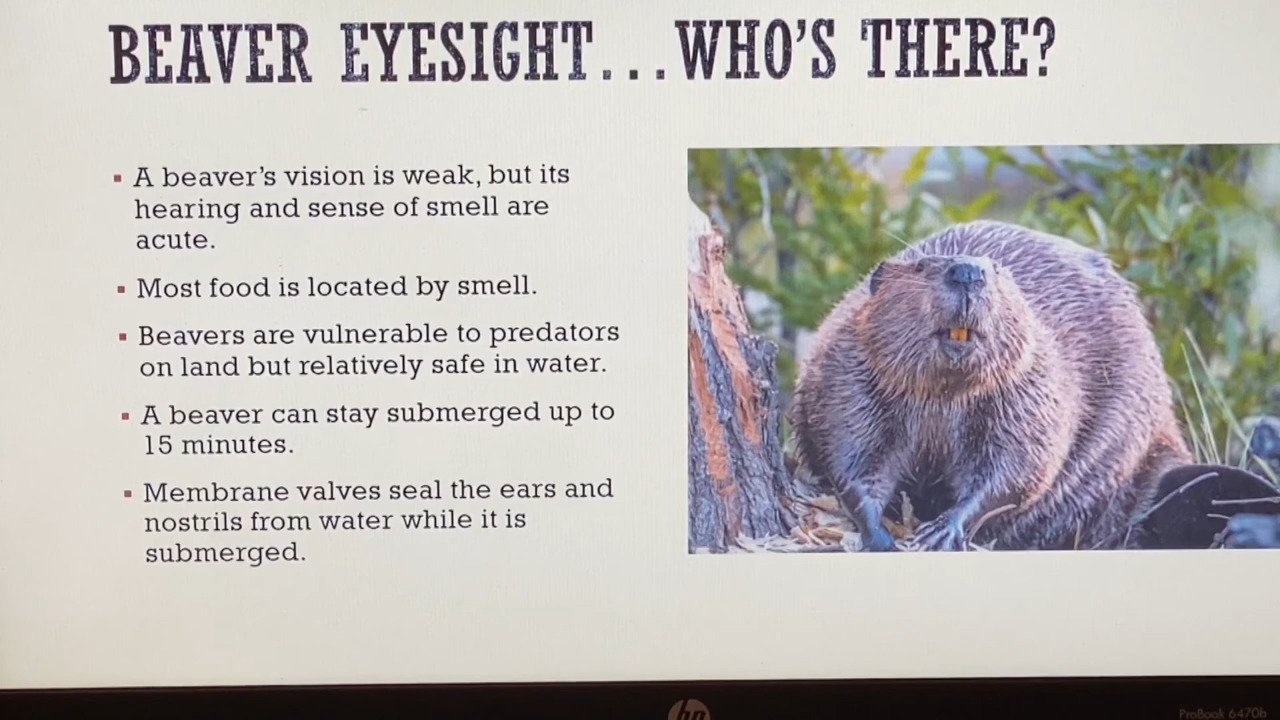 BEAVER EYESIGHT...WHO'S THERE?
▪ A beaver's vision is weak, but its
hearing and sense of smell are
acute.
▪ Most food is located by smell.
▪ Beavers are vulnerable to predators
on land but relatively safe in water.
▪ A beaver can stay submerged up to
15 minutes.
▪ Membrane valves seal the ears and
nostrils from water while it is
submerged.
hp
ProBook 6470b